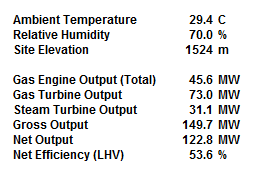 Ambient Temperature 29.4 C
Relative Humidity 70.0 %
Site Elevation 1524 m
Gas Engine Output (Total) 45.6 MW
Gas Turbine Output 73.0 MW
Steam Turbine Output 31.1 MW
Gross Output 149.7 MW
Net Output 122.8 MW
Net Efficiency (LHV) 53.6 %